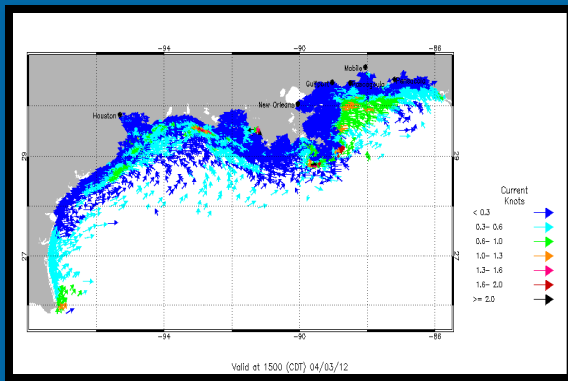 -94 -90 -86
Mobile
Gu
New Orleans
Houston
29 29
27 27
-94 -90 -86
Current
Knots
< 0.3
0.3- 0.6
0.6- 1.0
1.0- 1.3
1.3- 1.6
1.6- 2.0
>= 2.0
Valid at 1500 (CDT) 04/03/12